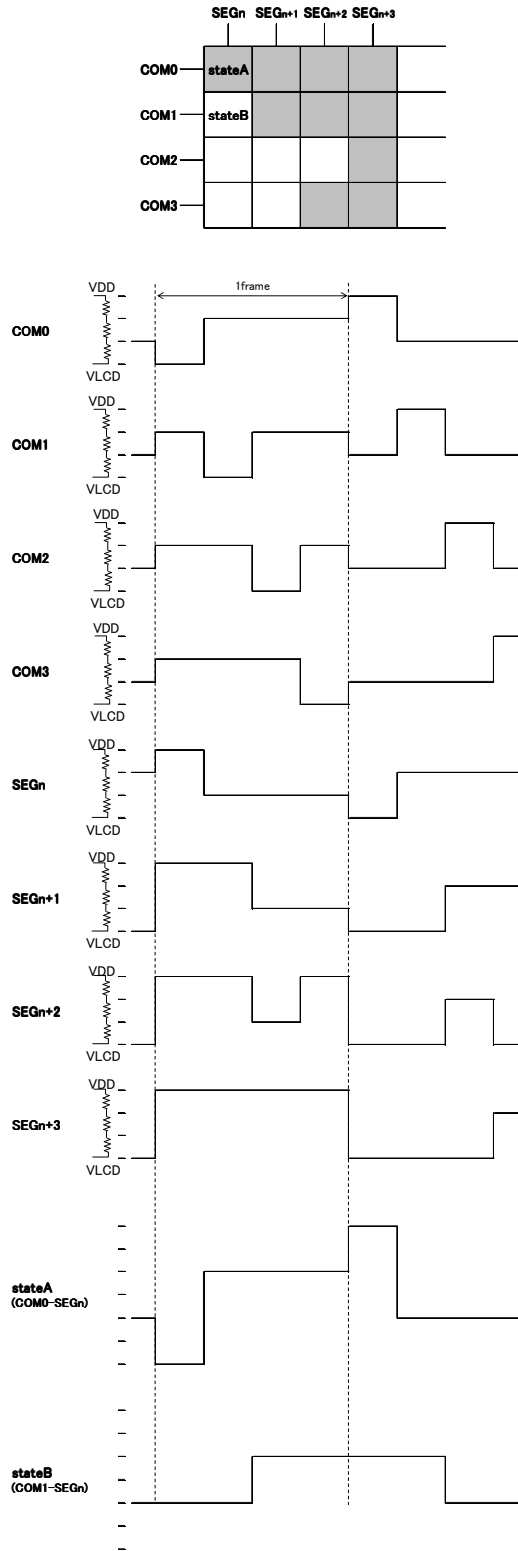 SEGn SEGn+1 SEGn+2 SEGn+3
COM0 stateA
COM1 stateB
COM2
COM3
VDD 1frame
COM0
VLCD
VDD
COM1
VLCD
VDD
COM2
VLCD
VDD
COM3
VLCD
VDD
SEGn
VLCD
VDD
SEGn+1
VLCD
VDD
SEGn+2
VLCD
VDD
SEGn+3
VLCD
stateA
(COM0-SEGn)
stateB
(COM1-SEGn)